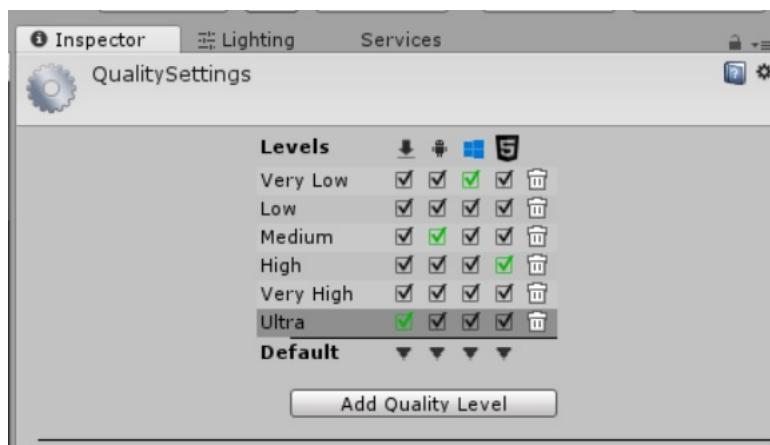 Inspector Lighting Services
QualitySettings
Levels
Very Low
Low
Medium
High
Very High
Ultra
Default
Add Quality Level